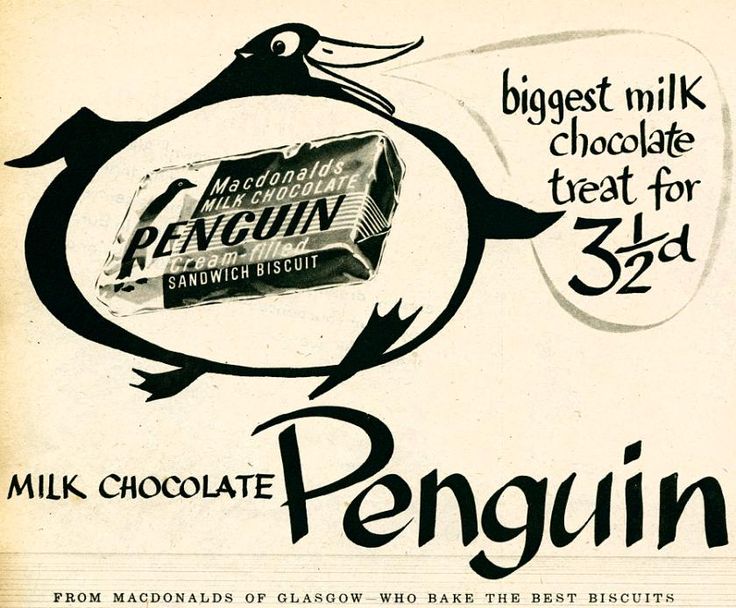 biggest milk
chocolate
treat for
3½d
Macdonalds
MILK CHOCOLATE
PENGUIN
Cream-filled
SANDWICH BISCUIT
MILK CHOCOLATE Penguin
FROM MACDONALDS OF GLASGOW—WHO BAKE THE BEST BISCUITS